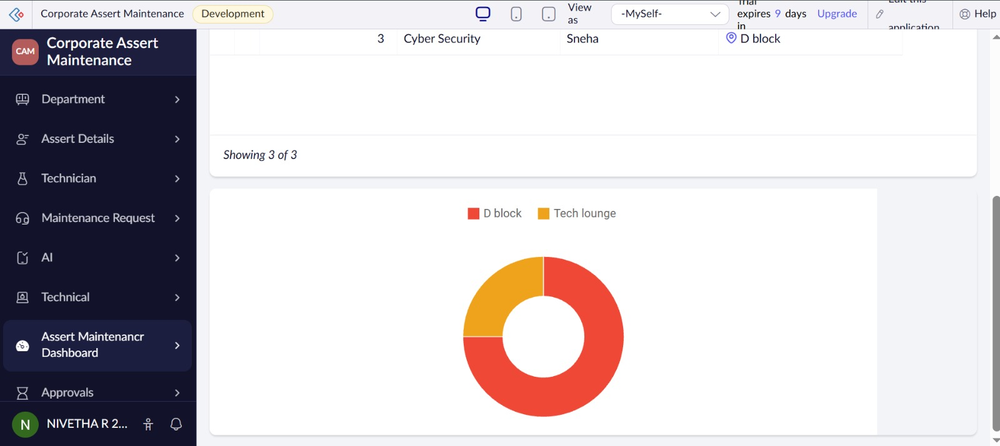 Corporate Assert Maintenance
Development
View
as
-MySelf-
expires 9 days
in
Upgrade
Edit this
application
Help
CAM
Corporate Assert
Maintenance
Department
Assert Details
Technician
Maintenance Request
AI
Technical
Assert Maintenancr
Dashboard
Approvals
N
NIVETHA R 2...
3 Cyber Security Sneha D block
Showing 3 of 3
D block
Tech lounge